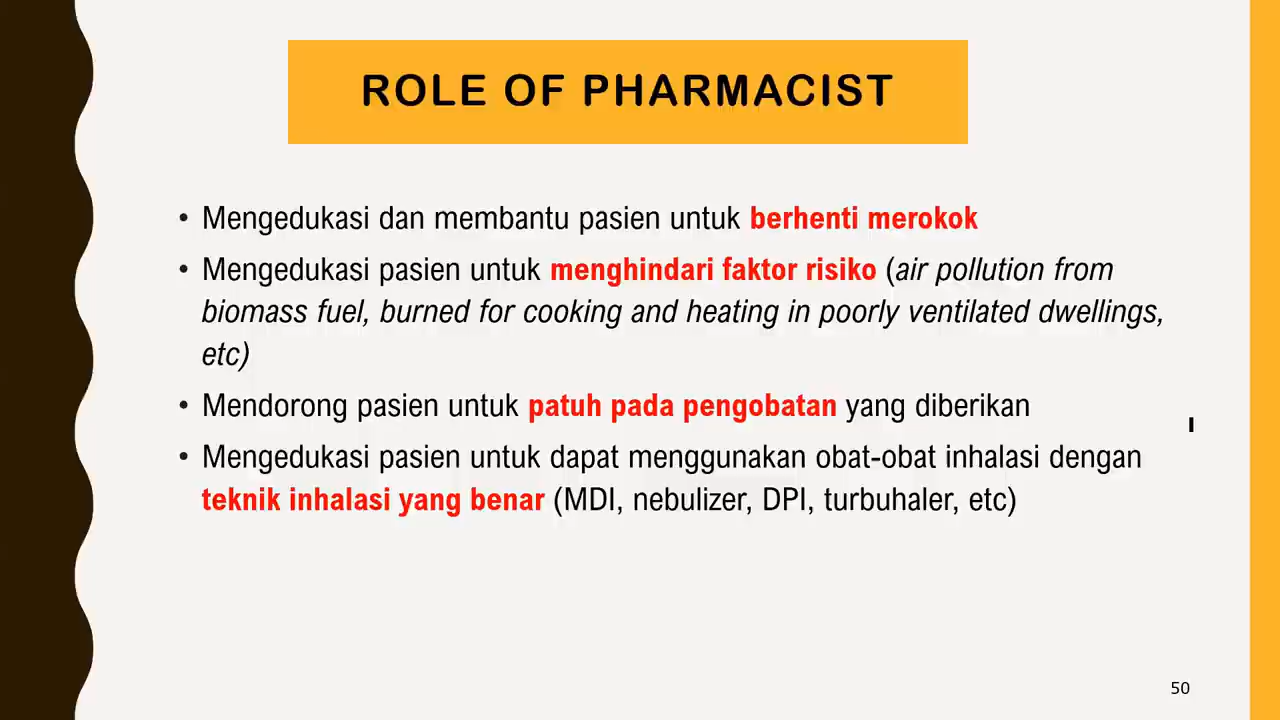 ROLE OF PHARMACIST
• Mengedukasi dan membantu pasien untuk berhenti merokok
• Mengedukasi pasien untuk menghindari faktor risiko (air pollution from
biomass fuel, burned for cooking and heating in poorly ventilated dwellings,
etc)
• Mendorong pasien untuk patuh pada pengobatan yang diberikan
• Mengedukasi pasien untuk dapat menggunakan obat-obat inhalasi dengan
teknik inhalasi yang benar (MDI, nebulizer, DPI, turbuhaler, etc)
50